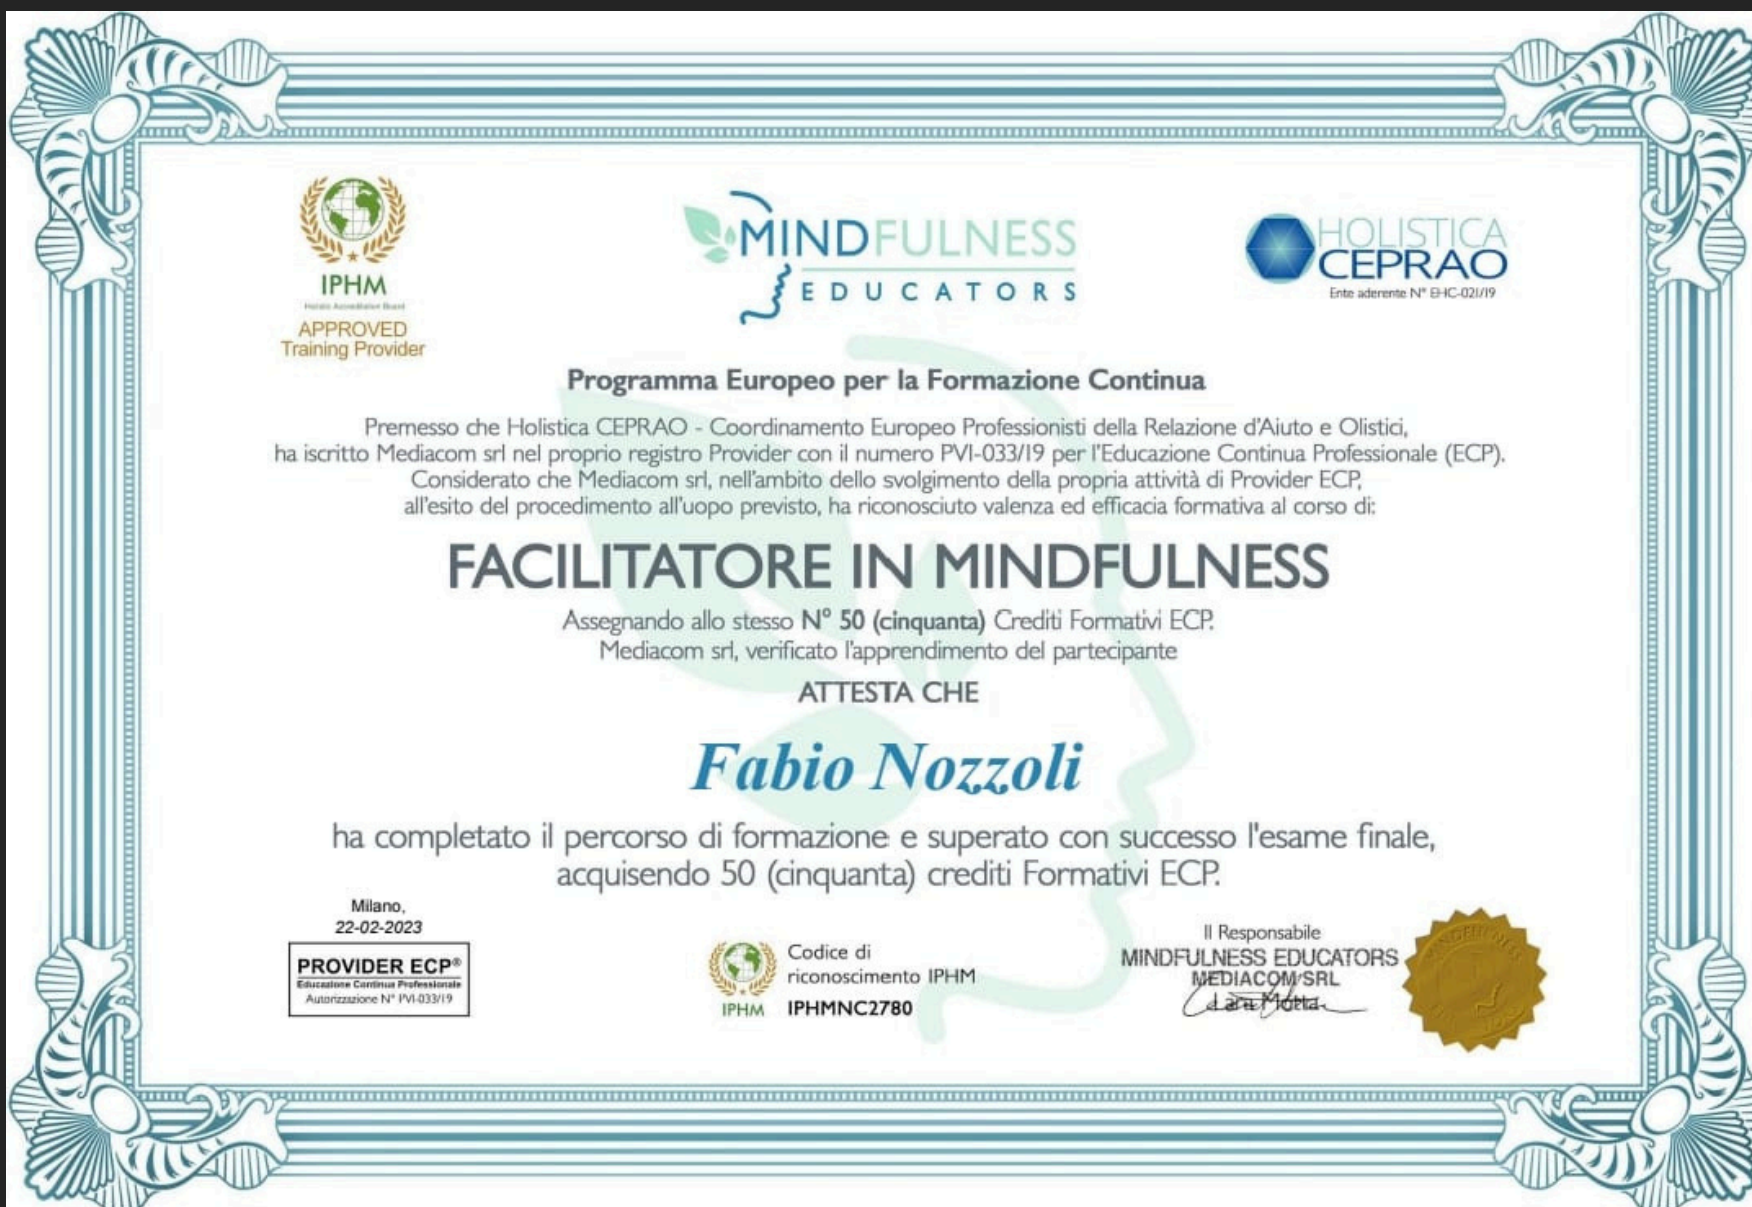 IPHM
Holistic Accreditation Board
APPROVED
Training Provider
MINDFULNESS
EDUCATORS
HOLISTICA
CEPRAO
Ente aderente N° EHC-021/19
Programma Europeo per la Formazione Continua
Premesso che Holistica CEPRAO - Coordinamento Europeo Professionisti della Relazione d'Aiuto e Olistici,
ha iscritto Mediacom srl nel proprio registro Provider con il numero PVI-033/19 per l'Educazione Continua Professionale (ECP).
Considerato che Mediacom srl, nell'ambito dello svolgimento della propria attività di Provider ECP,
all'esito del procedimento all'uopo previsto, ha riconosciuto valenza ed efficacia formativa al corso di:
FACILITATORE IN MINDFULNESS
Assegnando allo stesso N° 50 (cinquanta) Crediti Formativi ECP.
Mediacom srl, verificato l'apprendimento del partecipante
ATTESTA CHE
Fabio Nozzoli
ha completato il percorso di formazione e superato con successo l'esame finale,
acquisendo 50 (cinquanta) crediti Formativi ECP.
Milano,
22-02-2023
PROVIDER ECP®
Educazione Continua Professionale
Autorizzazione N° PVI-033/19
IPHM
Codice di
riconoscimento IPHM
IPHMNC2780
Il Responsabile
MINDFULNESS EDUCATORS
MEDIACOM SRL
Lara Motta